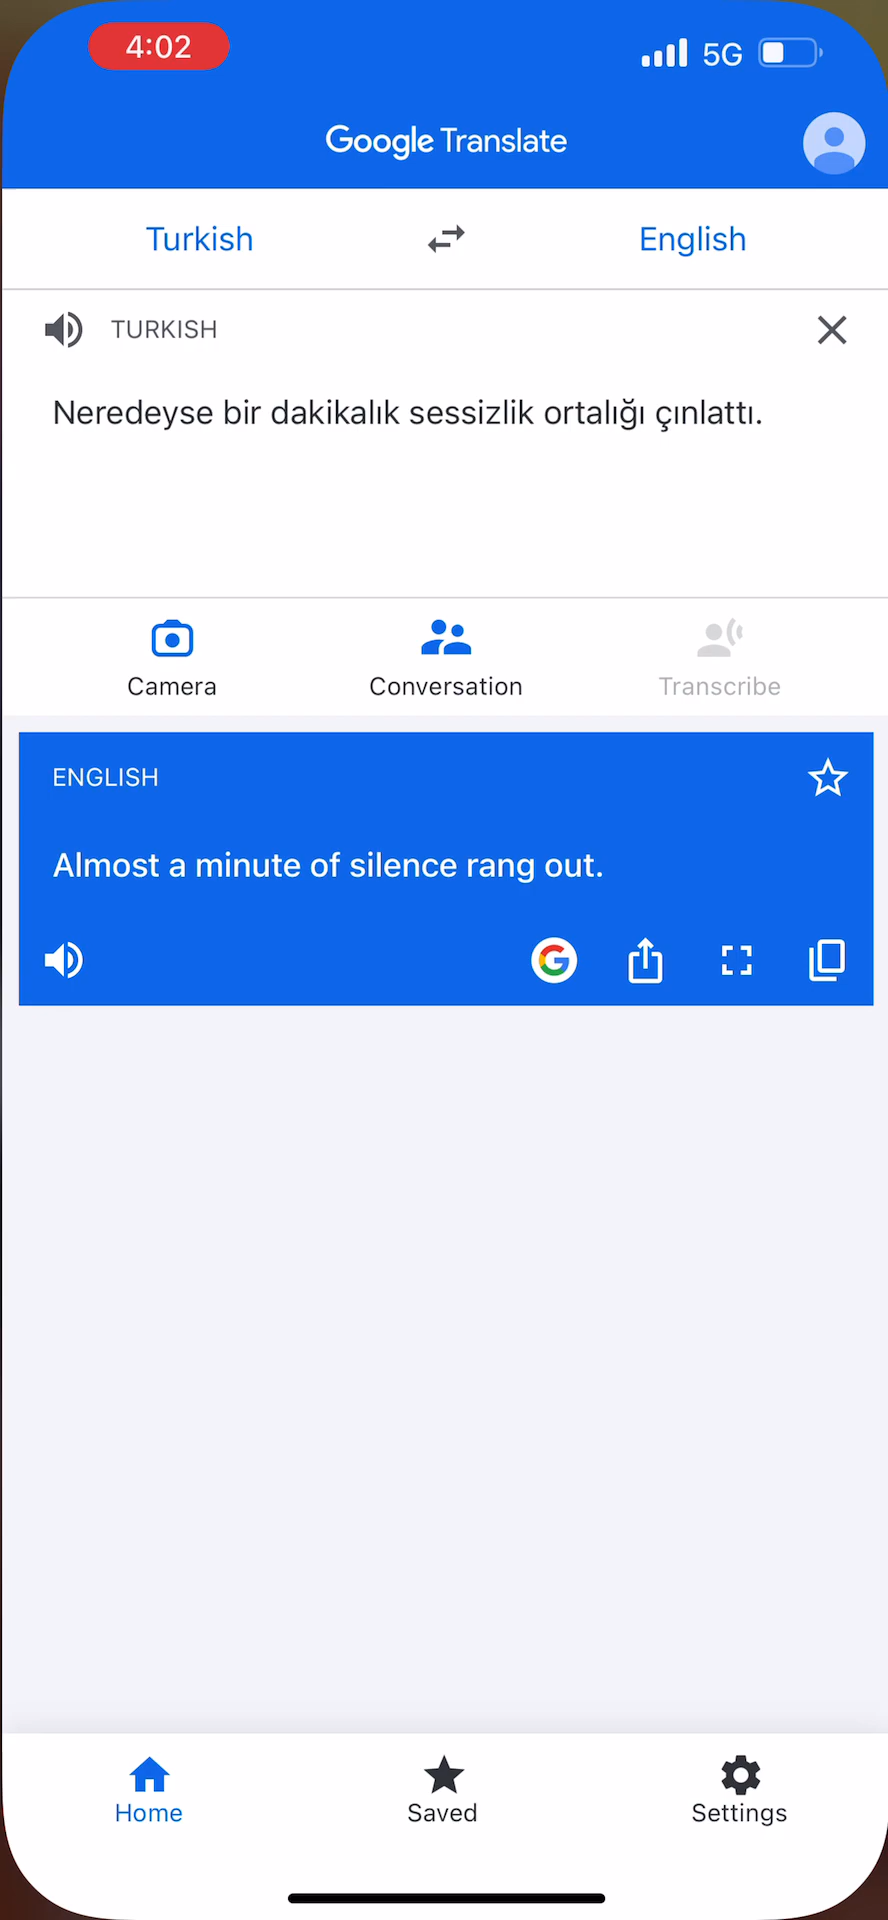 4:02
5G
Google Translate
Turkish
English
TURKISH
Neredeyse bir dakikalık sessizlik ortalığı çınlattı.
Camera
Conversation
Transcribe
ENGLISH
Almost a minute of silence rang out.
G
Home
Saved
Settings